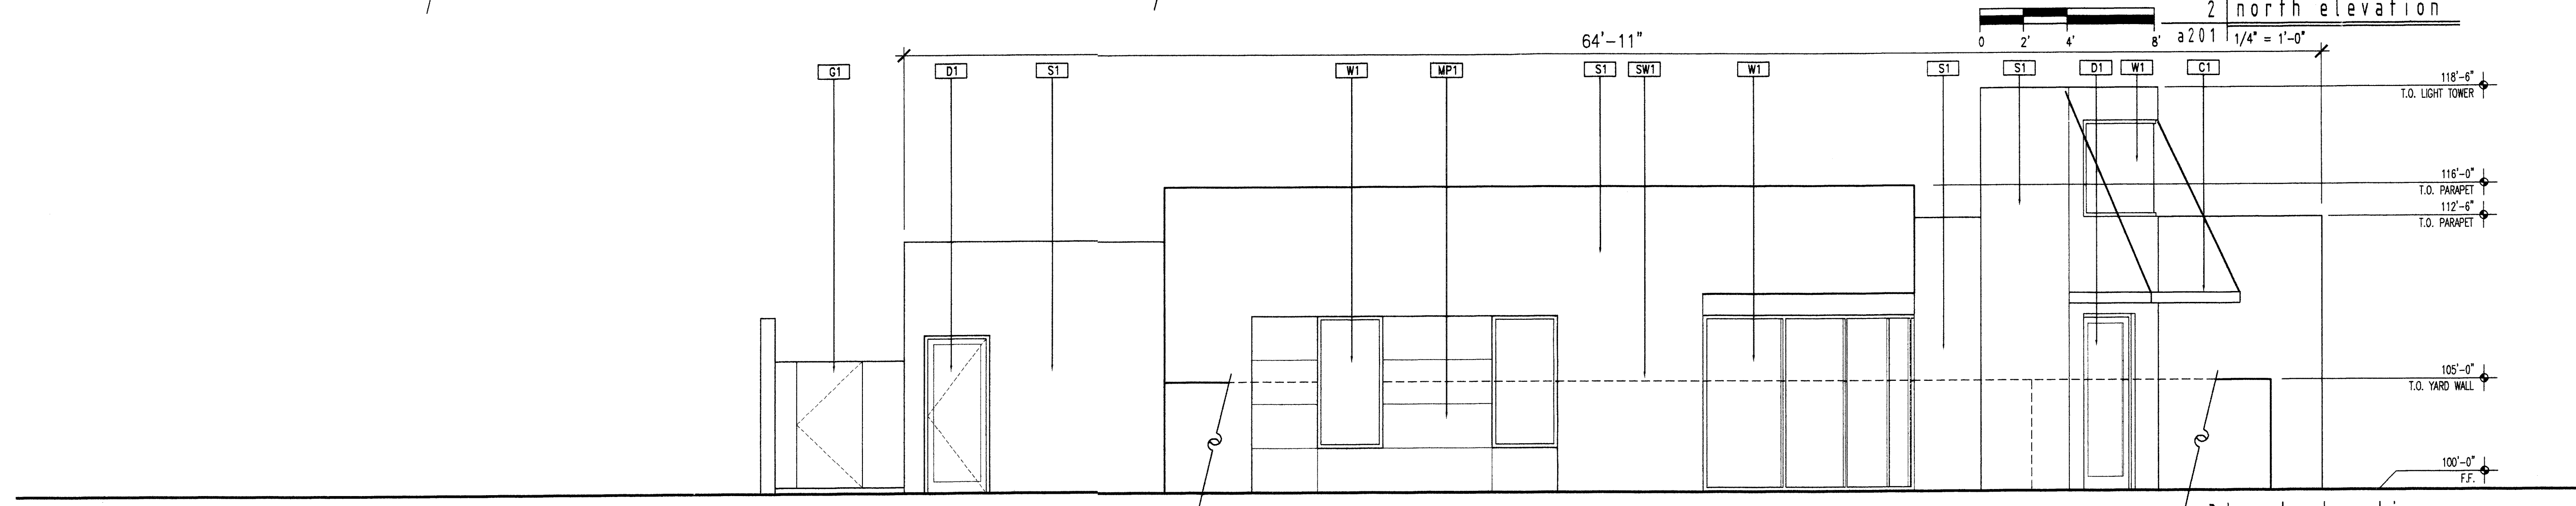 2 north elevation
0 2' 4' 8' a201 1/4" = 1'-0"
64'-11"
G1 D1 S1 W1 MP1 S1 SW1 W1 S1 S1 D1 W1 C1
118'-6"
T.O. LIGHT TOWER
116'-0"
T.O. PARAPET
112'-6"
T.O. PARAPET
105'-0"
T.O. YARD WALL
100'-0"
F.F.